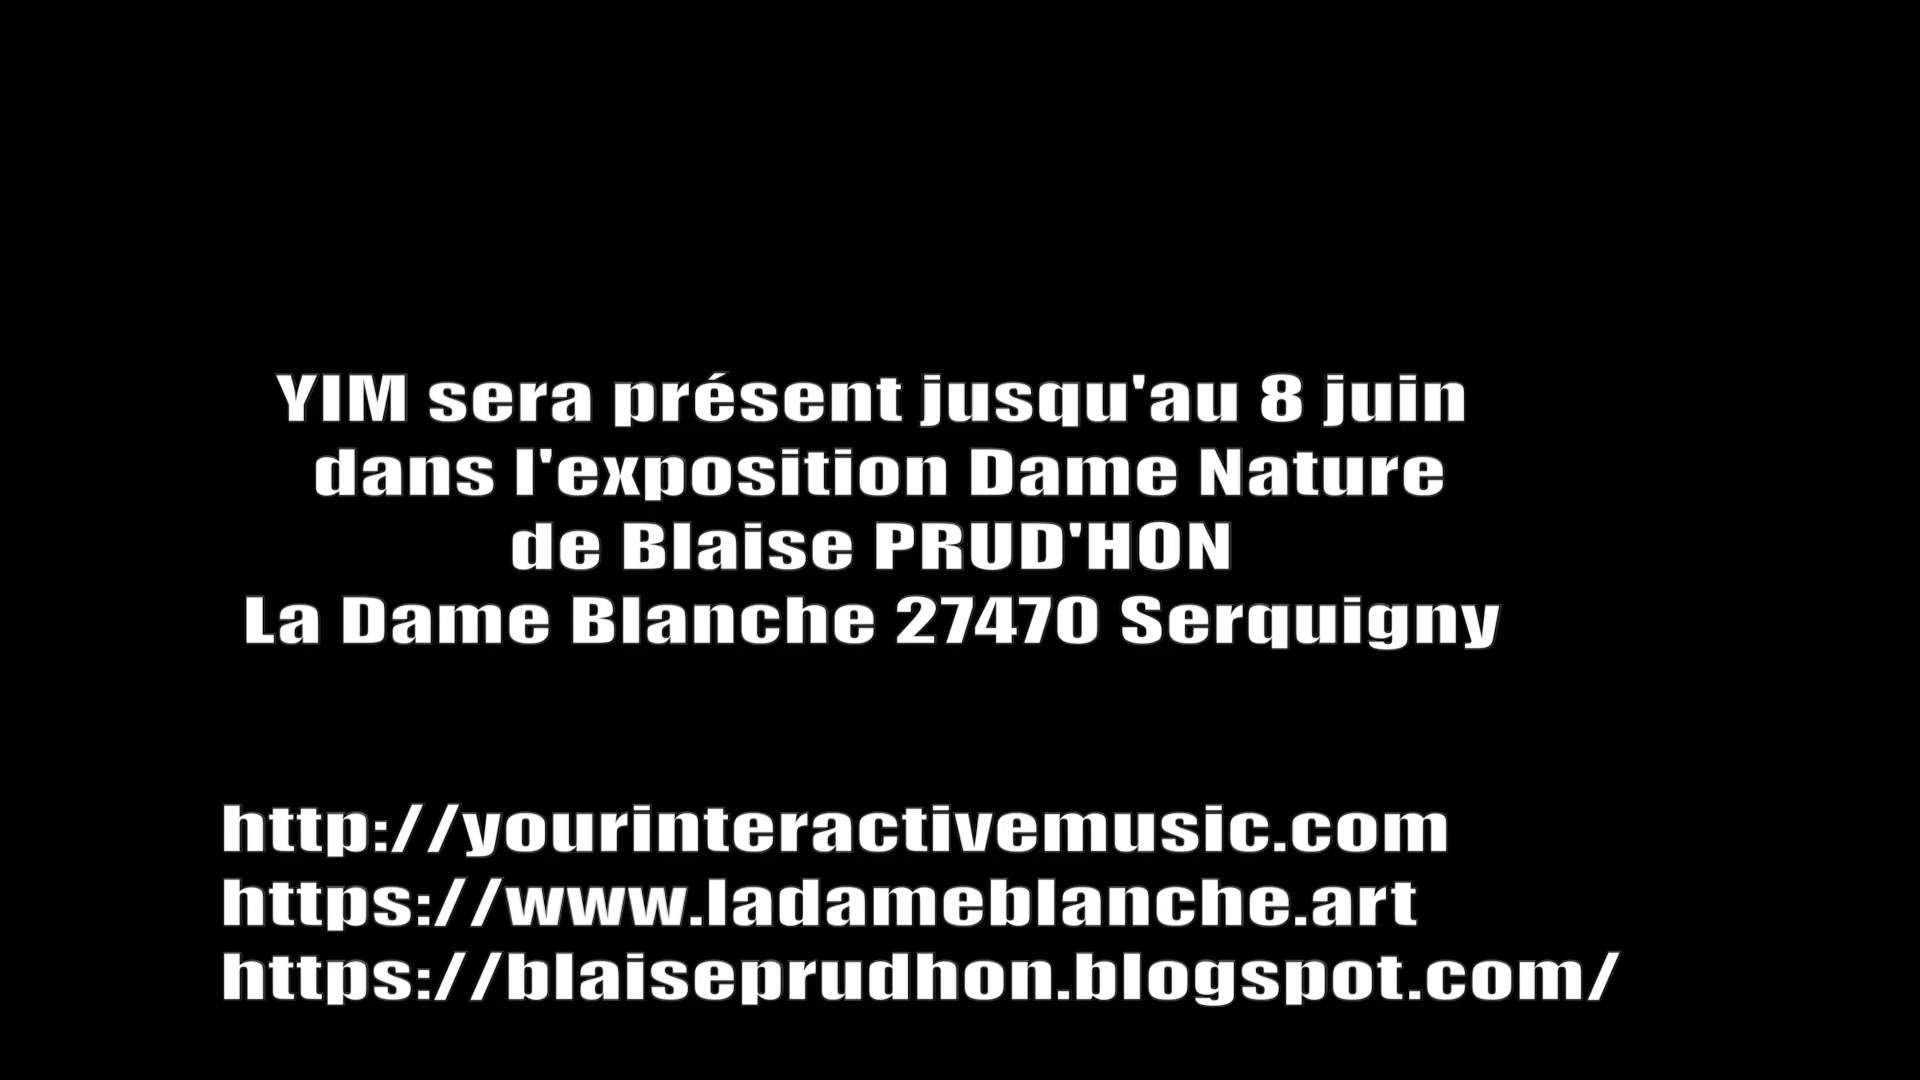 YIM sera présent jusqu'au 8 juin
dans l'exposition Dame Nature
de Blaise PRUD'HON
La Dame Blanche 27470 Serquigny
http://yourinteractivemusic.com
https://www.ladameblanche.art
https://blaiseprudhon.blogspot.com/